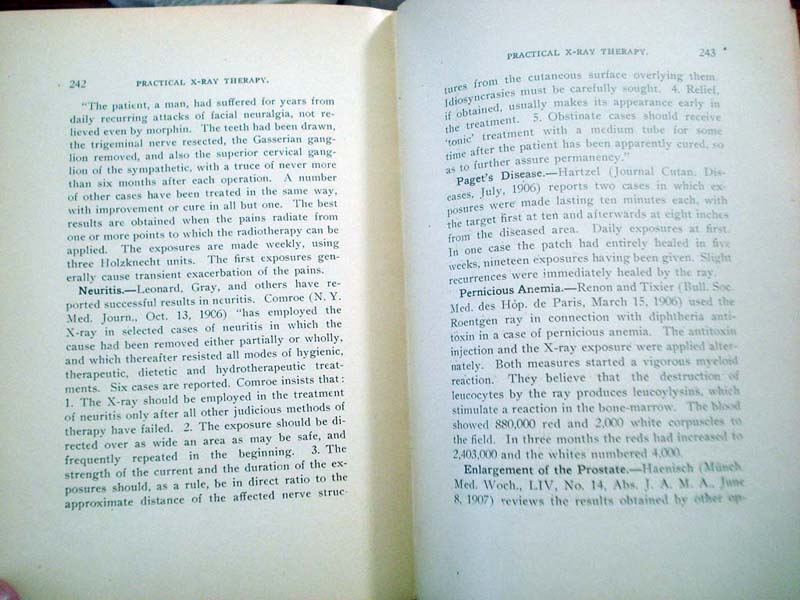 242 PRACTICAL X-RAY THERAPY.
"The patient, a man, had suffered for years from
daily recurring attacks of facial neuralgia, not re-
lieved even by morphin. The teeth had been drawn,
the trigeminal nerve resected, the Gasserian gang-
lion removed, and also the superior cervical gang-
lion of the sympathetic, with a truce of never more
than six months after each operation. A number
of other cases have been treated in the same way,
with improvement or cure in all but one. The best
results are obtained when the pains radiate from
one or more points to which the radiotherapy can be
applied. The exposures are made weekly, using
three Holzknecht units. The first exposures gen-
erally cause transient exacerbation of the pains.
Neuritis.—Leonard, Gray, and others have re-
ported successful results in neuritis. Comroe (N. Y.
Med. Journ., Oct. 13, 1906) "has employed the
X-ray in selected cases of neuritis in which the
cause had been removed either partially or wholly,
and which thereafter resisted all modes of hygienic,
therapeutic, dietetic and hydrotherapeutic treat-
ments. Six cases are reported. Comroe insists that:
1. The X-ray should be employed in the treatment
of neuritis only after all other judicious methods of
therapy have failed. 2. The exposure should be di-
rected over as wide an area as may be safe, and
frequently repeated in the beginning. 3. The
strength of the current and the duration of the ex-
posures should, as a rule, be in direct ratio to the
approximate distance of the affected nerve struc-
PRACTICAL X-RAY THERAPY. 243
tures from the cutaneous surface overlying them.
Idiosyncrasies must be carefully sought. 4. Relief,
if obtained, usually makes its appearance early in
the treatment. 5. Obstinate cases should receive
'tonic' treatment with a medium tube for some
time after the patient has been apparently cured, so
as to further assure permanency."
Paget's Disease.—Hartzel (Journal Cutan. Dis-
eases, July, 1906) reports two cases in which ex-
posures were made lasting ten minutes each, with
the target first at ten and afterwards at eight inches
from the diseased area. Daily exposures at first.
In one case the patch had entirely healed in five
weeks, nineteen exposures having been given. Slight
recurrences were immediately healed by the ray.
Pernicious Anemia.—Renon and Tixier (Bull. Soc.
Med. des Hôp. de Paris, March 15, 1906) used the
Roentgen ray in connection with diphtheria anti-
toxin in a case of pernicious anemia. The antitoxin
injection and the X-ray exposure were applied alter-
nately. Both measures started a vigorous myeloid
reaction. They believe that the destruction of
leucocytes by the ray produces leucolysins, which
stimulate a reaction in the bone-marrow. The blood
showed 880,000 red and 2,000 white corpuscles to
the field. In three months the reds had increased to
2,403,000 and the whites numbered 4,000.
Enlargement of the Prostate.—Haenisch (Münch.
Med. Woch., LIV, No. 14, Abs. J. A. M. A., June
8, 1907) reviews the results obtained by other op-